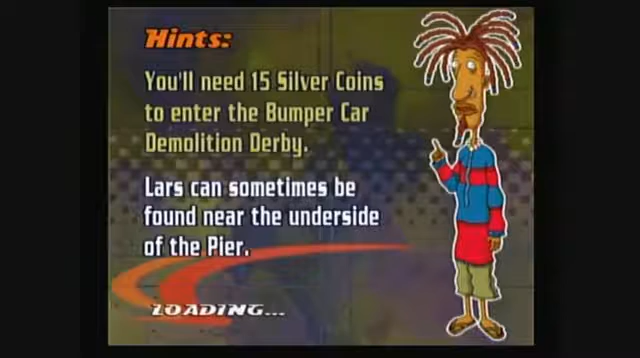 Hints:
You'll need 15 Silver Coins
to enter the Bumper Car
Demolition Derby.
Lars can sometimes be
found near the underside
of the Pier.
LOADING...